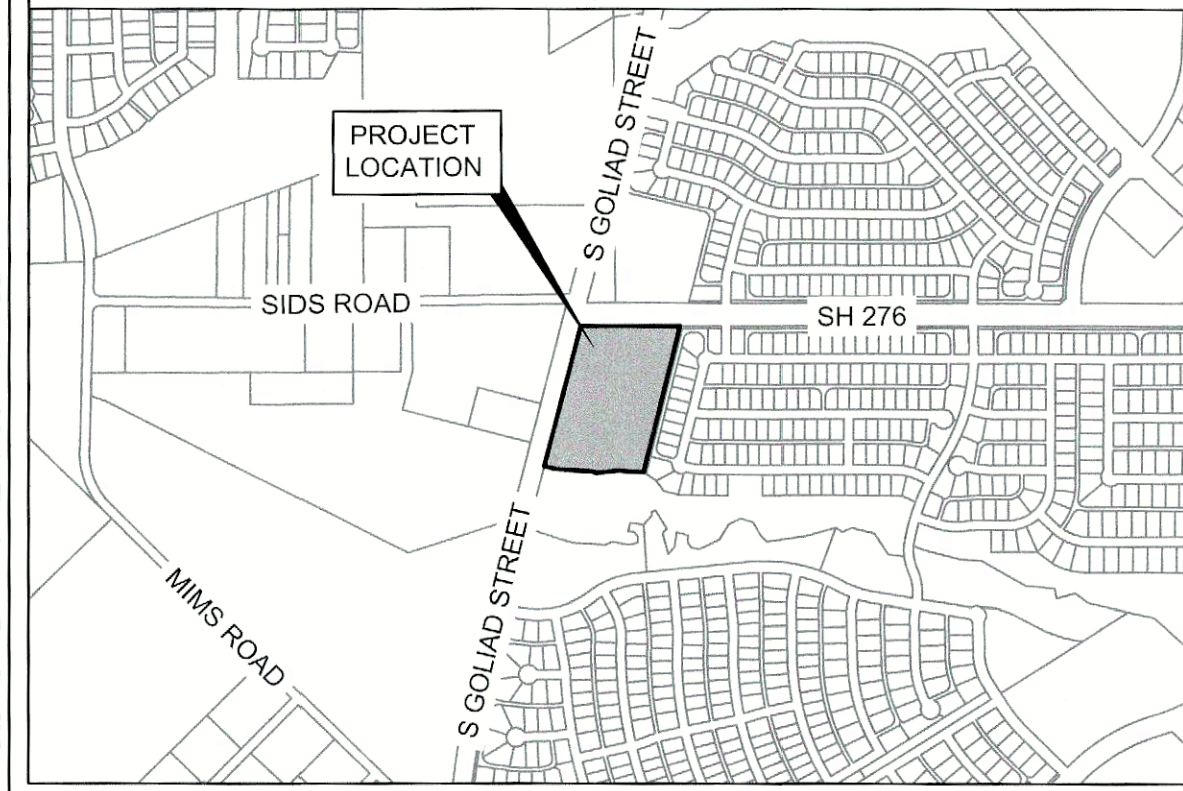 PROJECT
LOCATION
S GOLIAD STREET
SIDS ROAD
SH 276
MIMS ROAD
S GOLIAD STREET